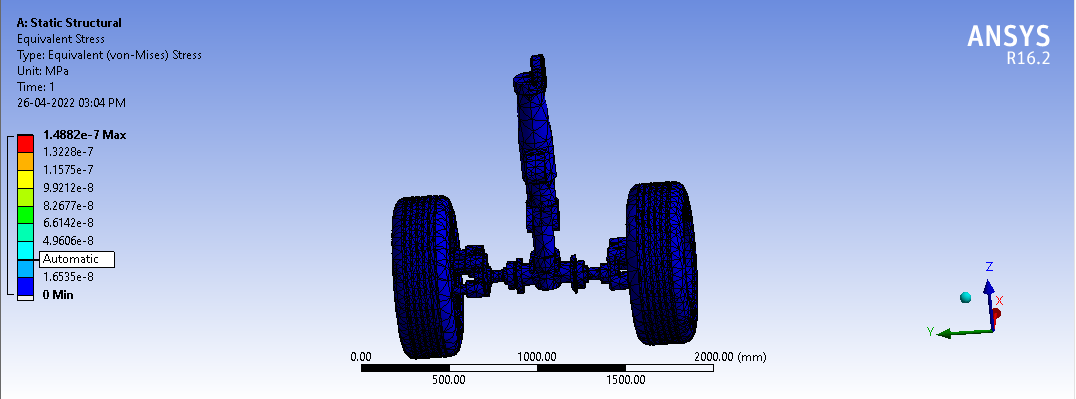 A: Static Structural
Equivalent Stress
Type: Equivalent (von-Mises) Stress
Unit: MPa
Time: 1
26-04-2022 03:04 PM
ANSYS
R16.2
1.4882e-7 Max
1.3228e-7
1.1575e-7
9.9212e-8
8.2677e-8
6.6142e-8
4.9606e-8
Automatic
1.6535e-8
0 Min
Z
X
Y
0.00 1000.00 2000.00 (mm)
500.00 1500.00